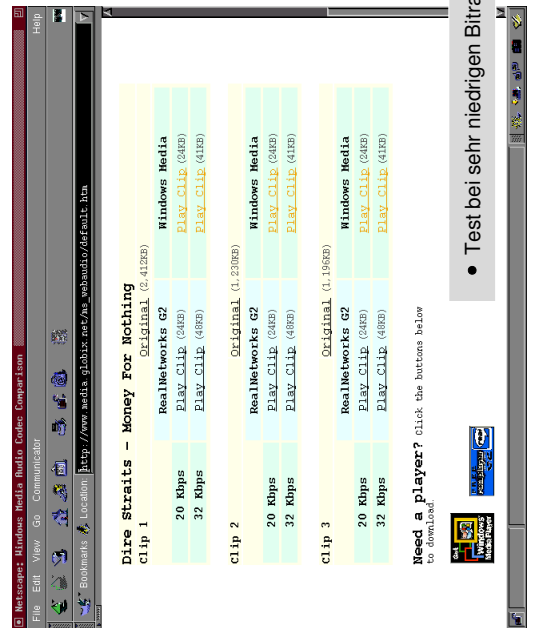 Netscape: Windows Media Audio Codec Comparison
File Edit View Go Communicator Help
Bookmarks Location: http://www.media.globix.net/ms_webaudio/default.htm
Dire Straits - Money For Nothing
Clip 1 Original (2,412KB)
RealNetworks G2 Windows Media
20 Kbps Play Clip (24KB) Play Clip (24KB)
32 Kbps Play Clip (48KB) Play Clip (41KB)
Clip 2 Original (1,230KB)
RealNetworks G2 Windows Media
20 Kbps Play Clip (24KB) Play Clip (24KB)
32 Kbps Play Clip (48KB) Play Clip (41KB)
Clip 3 Original (1,196KB)
RealNetworks G2 Windows Media
20 Kbps Play Clip (24KB) Play Clip (24KB)
32 Kbps Play Clip (48KB) Play Clip (41KB)
Need a player? Click the buttons below
to download.
Get
Windows
Media Player
• Test bei sehr niedrigen Bitra